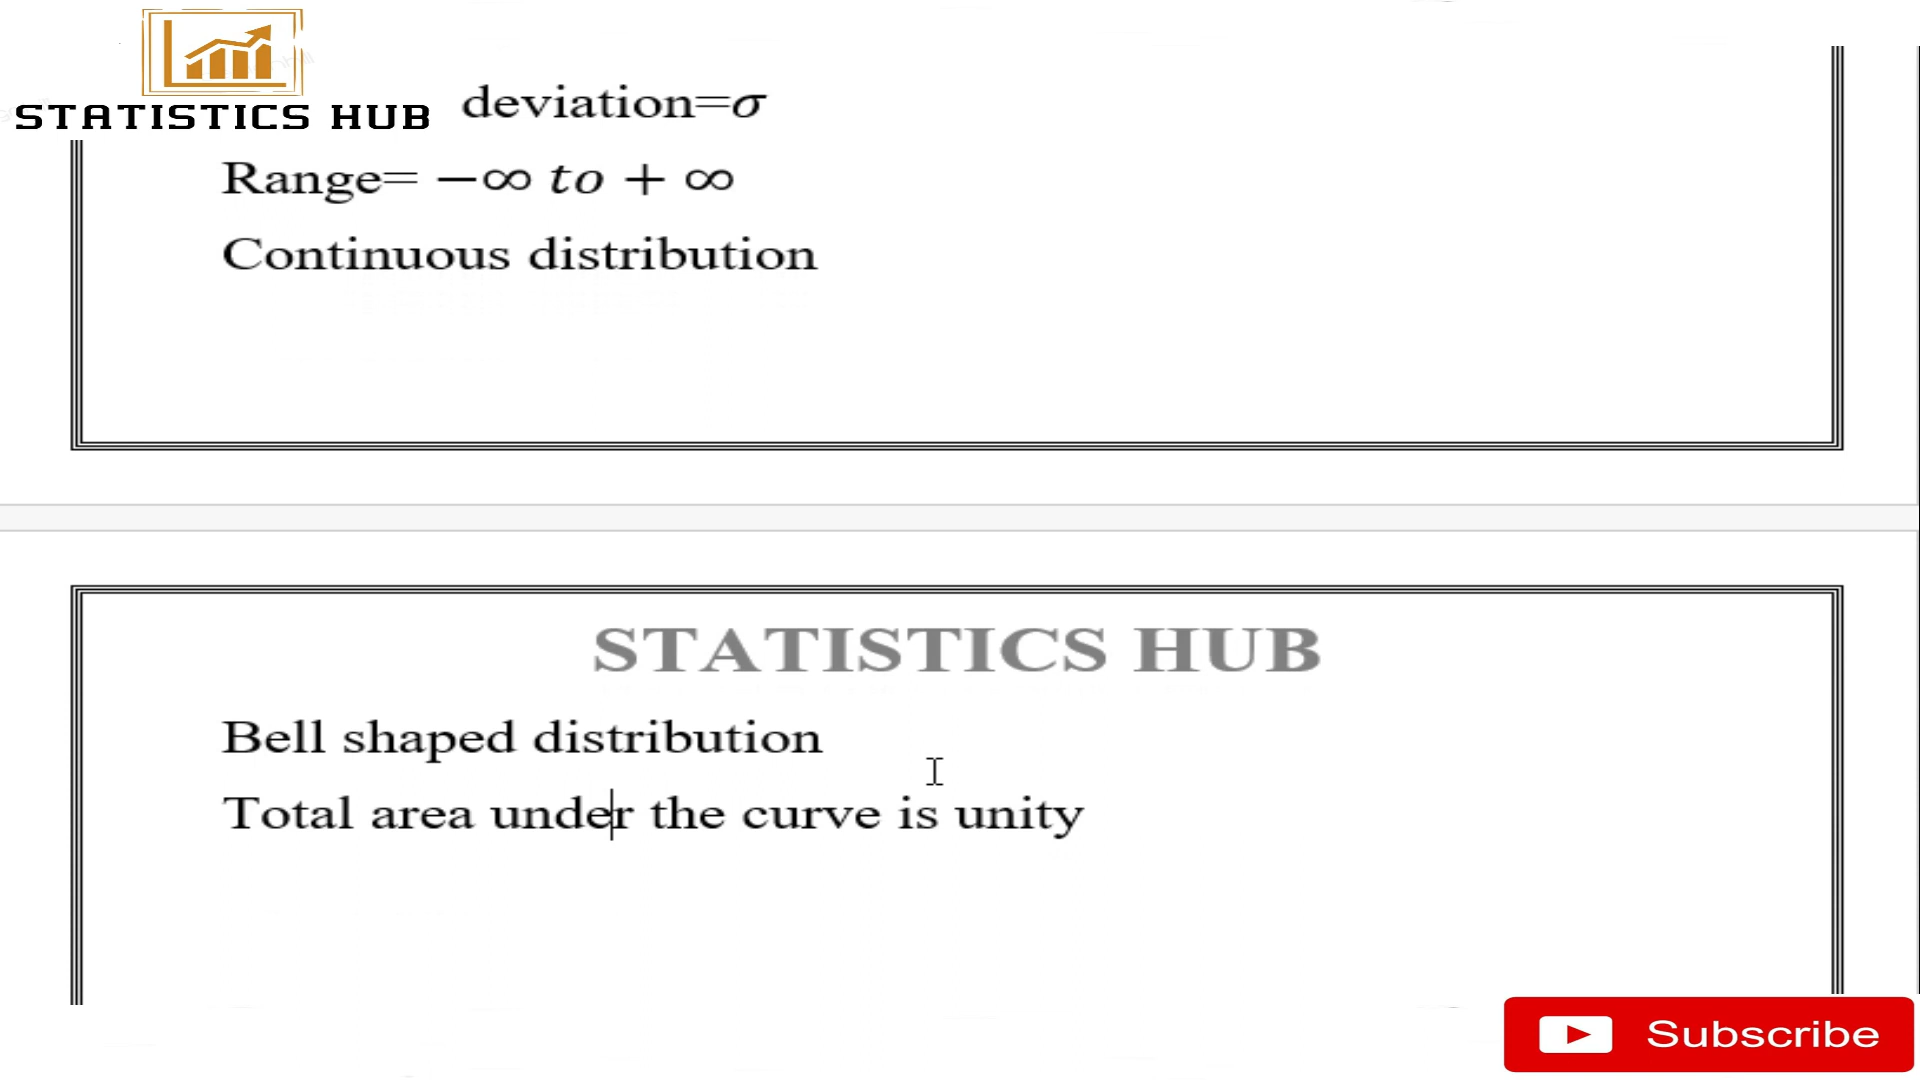 STATISTICS HUB
deviation=σ
Range= −∞ to + ∞
Continuous distribution
STATISTICS HUB
Bell shaped distribution
Total area under the curve is unity
Subscribe